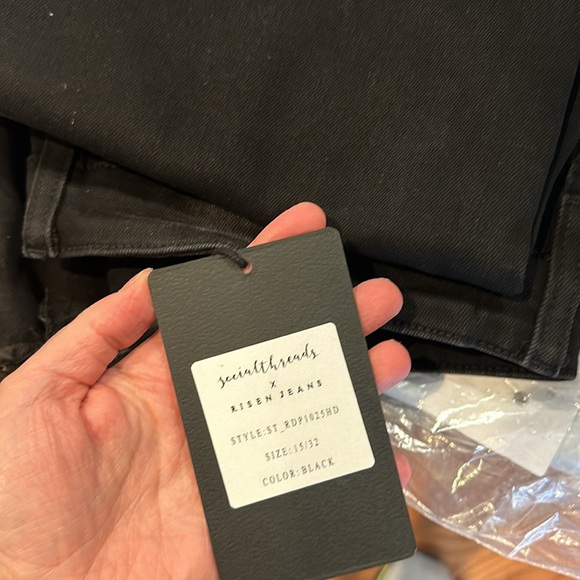 socialthreads
x
RISEN JEANS
STYLE:ST_RDP1025HD
SIZE:15/32
COLOR:BLACK